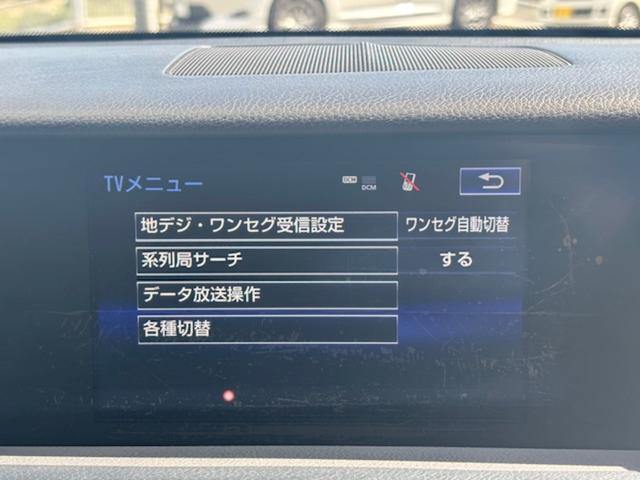 TVメニュー
DCM
地デジ・ワンセグ受信設定 ワンセグ自動切替
系列局サーチ する
データ放送操作
各種切替